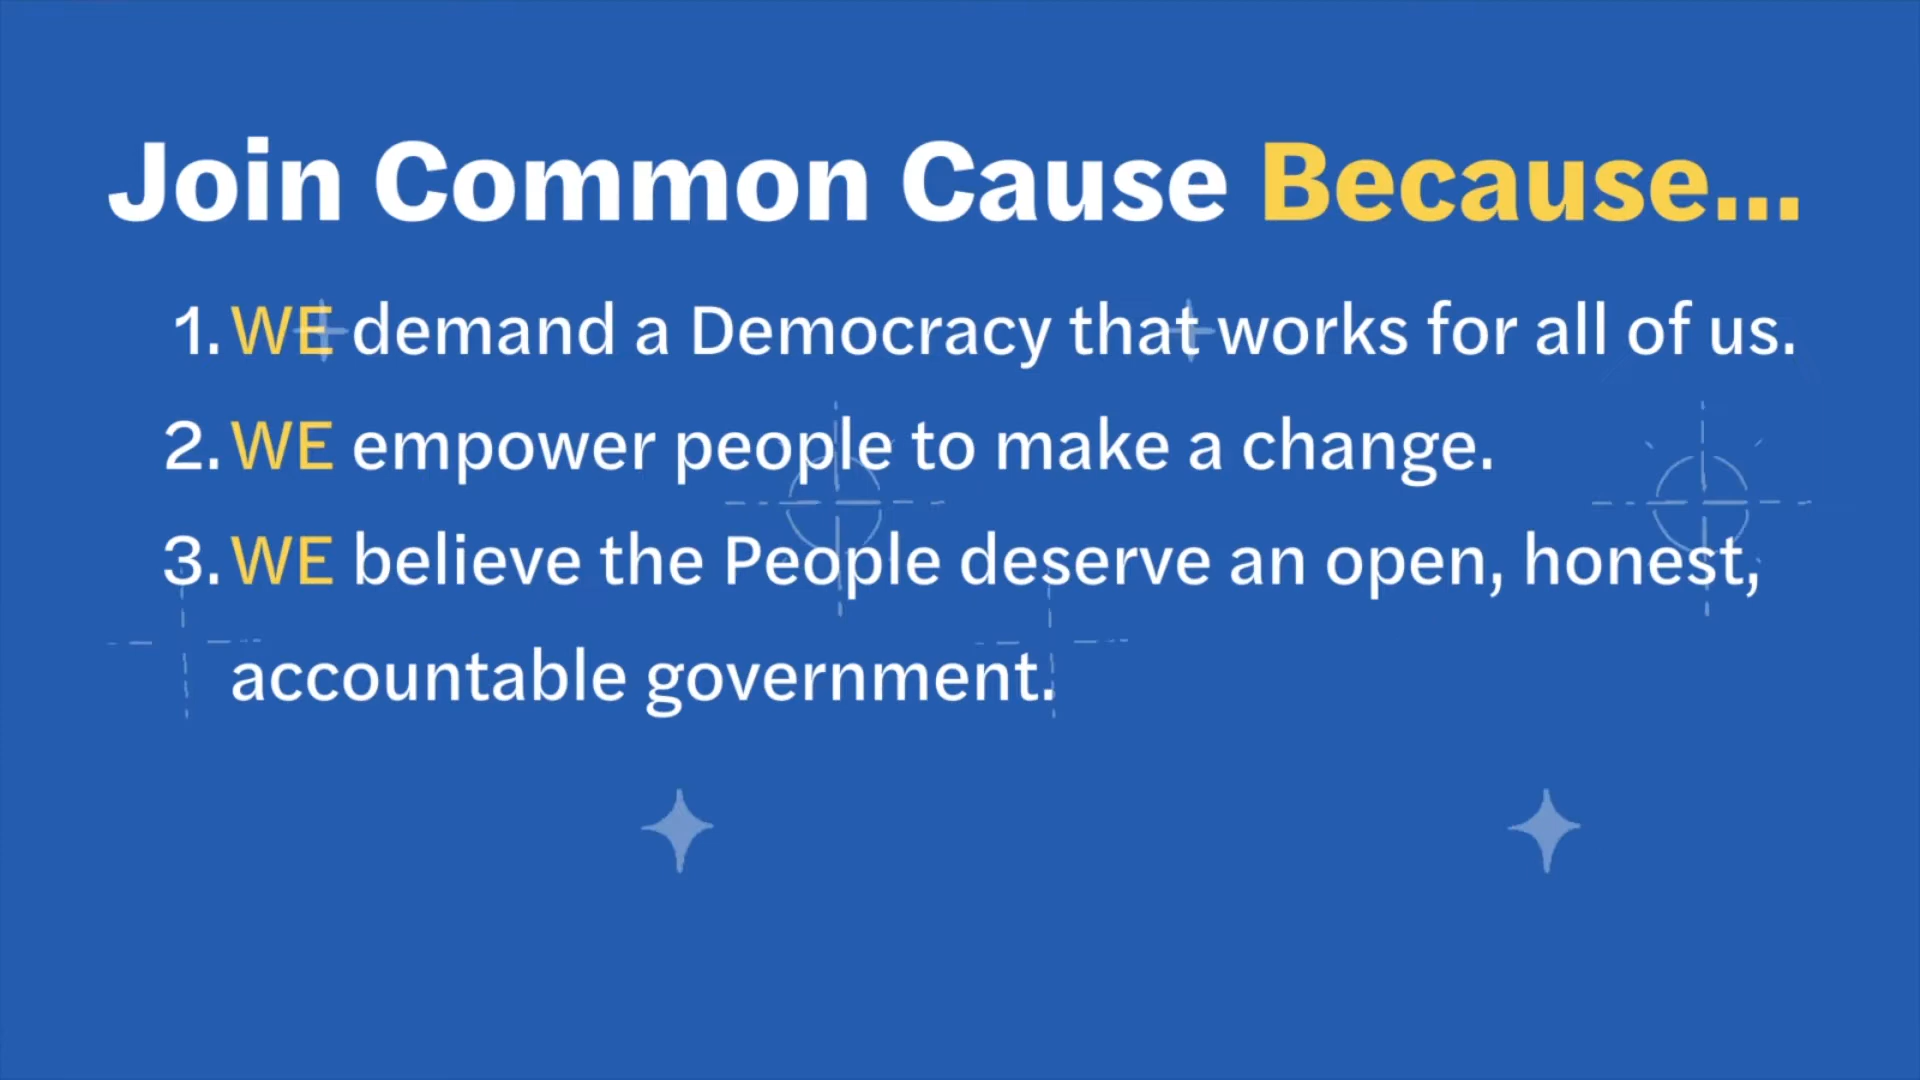 Join Common Cause Because...
1. WE demand a Democracy that works for all of us.
2. WE empower people to make a change.
3. WE believe the People deserve an open, honest,
accountable government.